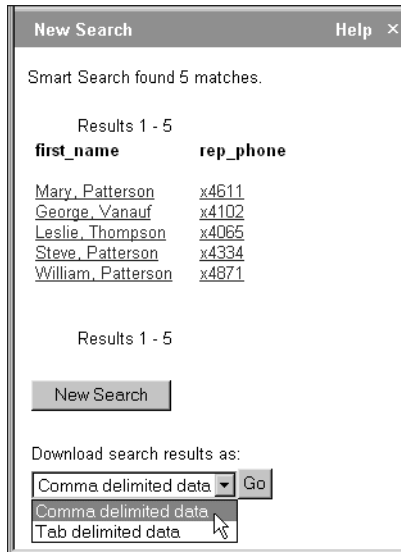 New Search Help ×
Smart Search found 5 matches.
Results 1 - 5
first_name rep_phone
Mary, Patterson x4611
George, Vanauf x4102
Leslie, Thompson x4065
Steve, Patterson x4334
William, Patterson x4871
Results 1 - 5
New Search
Download search results as:
Comma delimited data Go
Comma delimited data
Tab delimited data